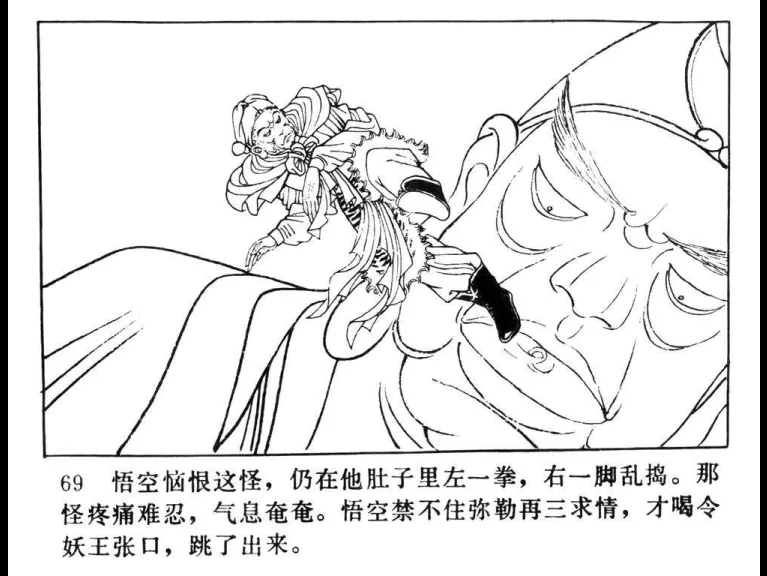 69 悟空恼恨这怪，仍在他肚子里左一拳，右一脚乱捣。那
怪疼痛难忍，气息奄奄。悟空禁不住弥勒再三求情，才喝令
妖王张口，跳了出来。